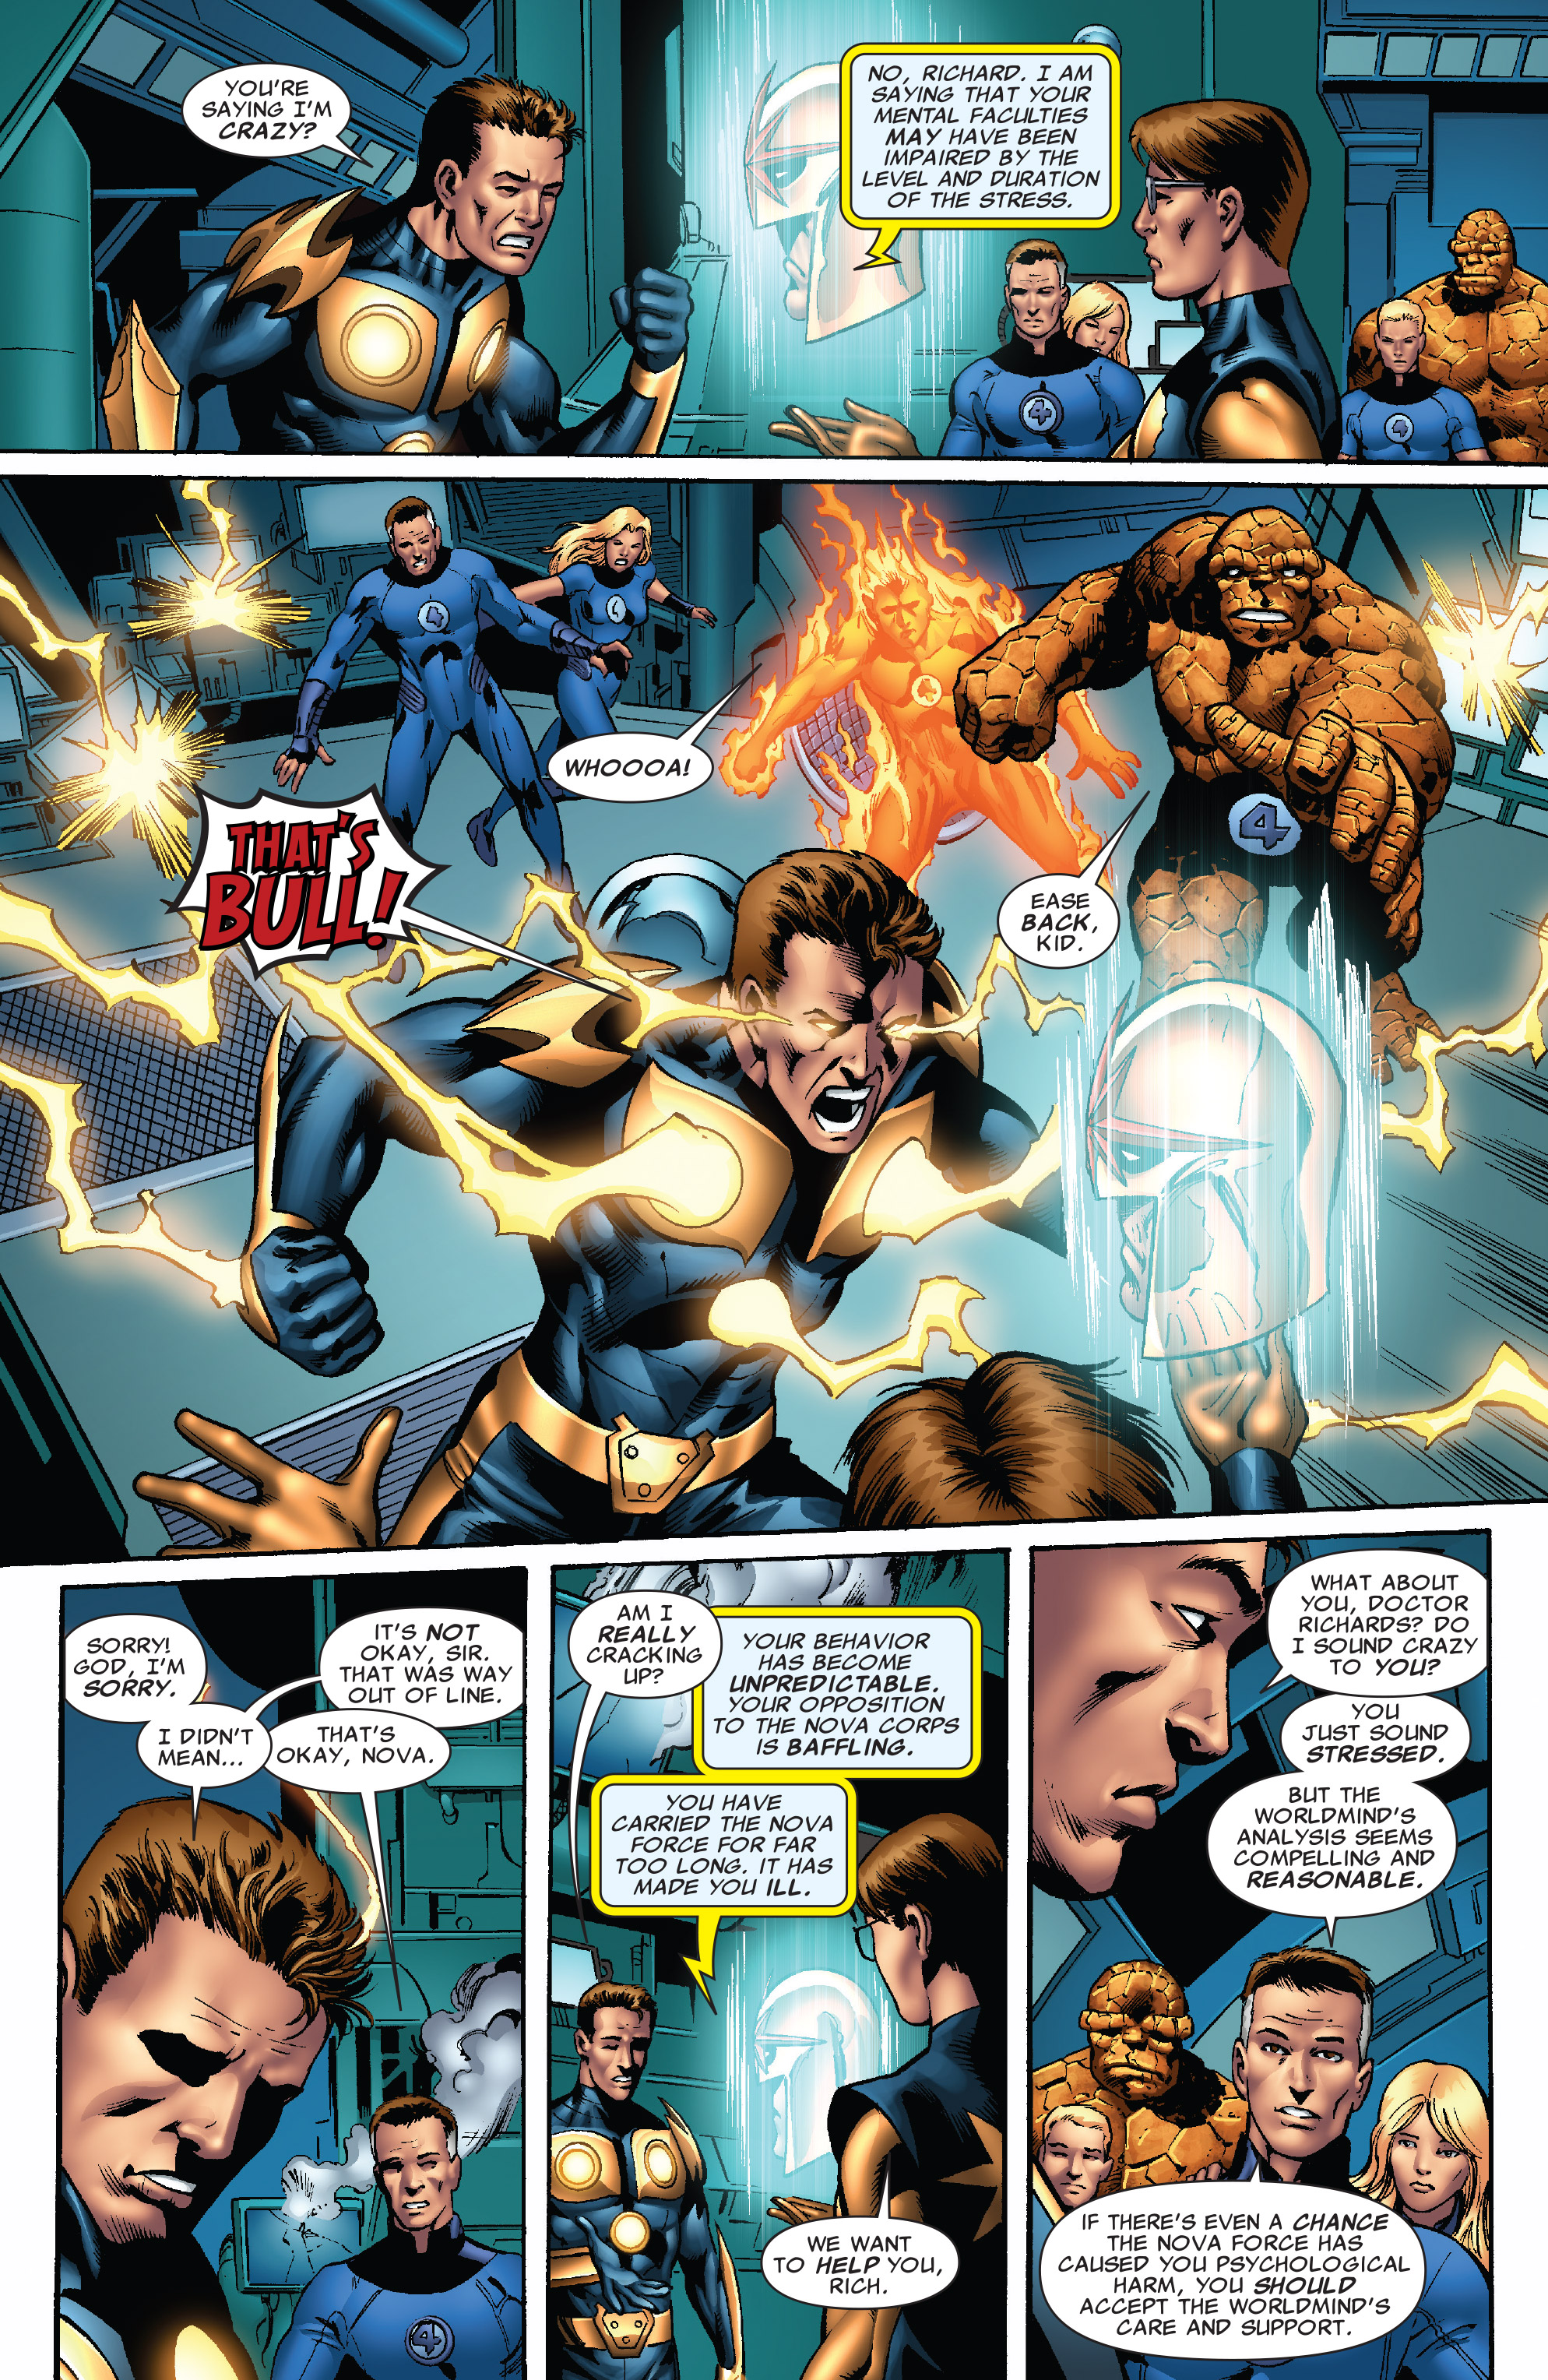 YOU'RE
SAYING I'M
CRAZY?
NO, RICHARD. I AM
SAYING THAT YOUR
MENTAL FACULTIES
MAY HAVE BEEN
IMPAIRED BY THE
LEVEL AND DURATION
OF THE STRESS.
4
4
WHOOOA!
THAT'S
BULL!
4
EASE
BACK,
KID.
SORRY!
GOD, I'M
SORRY.
I DIDN'T
MEAN...
THAT'S
OKAY, NOVA.
IT'S NOT
OKAY, SIR.
THAT WAS WAY
OUT OF LINE.
4
AM I
REALLY
CRACKING
UP?
YOUR BEHAVIOR
HAS BECOME
UNPREDICTABLE.
YOUR OPPOSITION
TO THE NOVA CORPS
IS BAFFLING.
YOU HAVE
CARRIED THE NOVA
FORCE FOR FAR
TOO LONG. IT HAS
MADE YOU ILL.
WE WANT
TO HELP YOU,
RICH.
WHAT ABOUT
YOU, DOCTOR
RICHARDS? DO
I SOUND CRAZY
TO YOU?
YOU
JUST SOUND
STRESSED.
BUT THE
WORLDMIND'S
ANALYSIS SEEMS
COMPELLING AND
REASONABLE.
IF THERE'S EVEN A CHANCE
THE NOVA FORCE HAS
CAUSED YOU PSYCHOLOGICAL
HARM, YOU SHOULD
ACCEPT THE WORLDMIND'S
CARE AND SUPPORT.